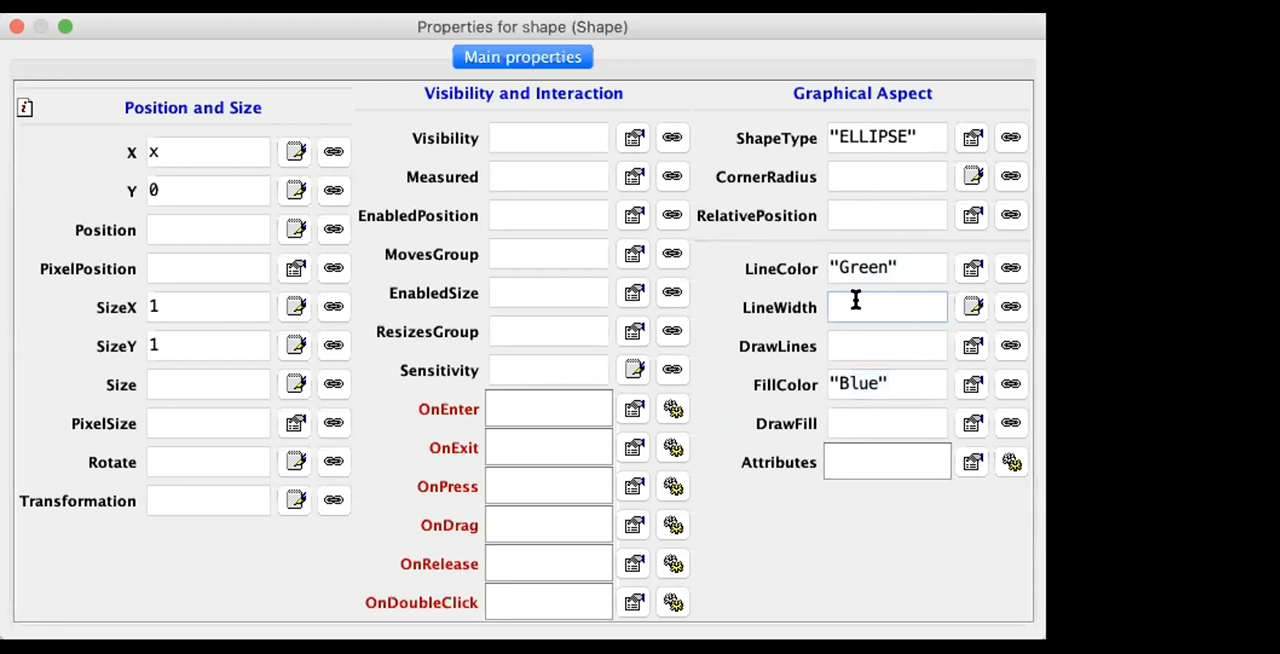 Properties for shape (Shape)
Main properties
Position and Size
X x
Y 0
Position
PixelPosition
SizeX 1
SizeY 1
Size
PixelSize
Rotate
Transformation
Visibility and Interaction
Visibility
Measured
EnabledPosition
MovesGroup
EnabledSize
ResizesGroup
Sensitivity
OnEnter
OnExit
OnPress
OnDrag
OnRelease
OnDoubleClick
Graphical Aspect
ShapeType "ELLIPSE"
CornerRadius
RelativePosition
LineColor "Green"
LineWidth
DrawLines
FillColor "Blue"
DrawFill
Attributes